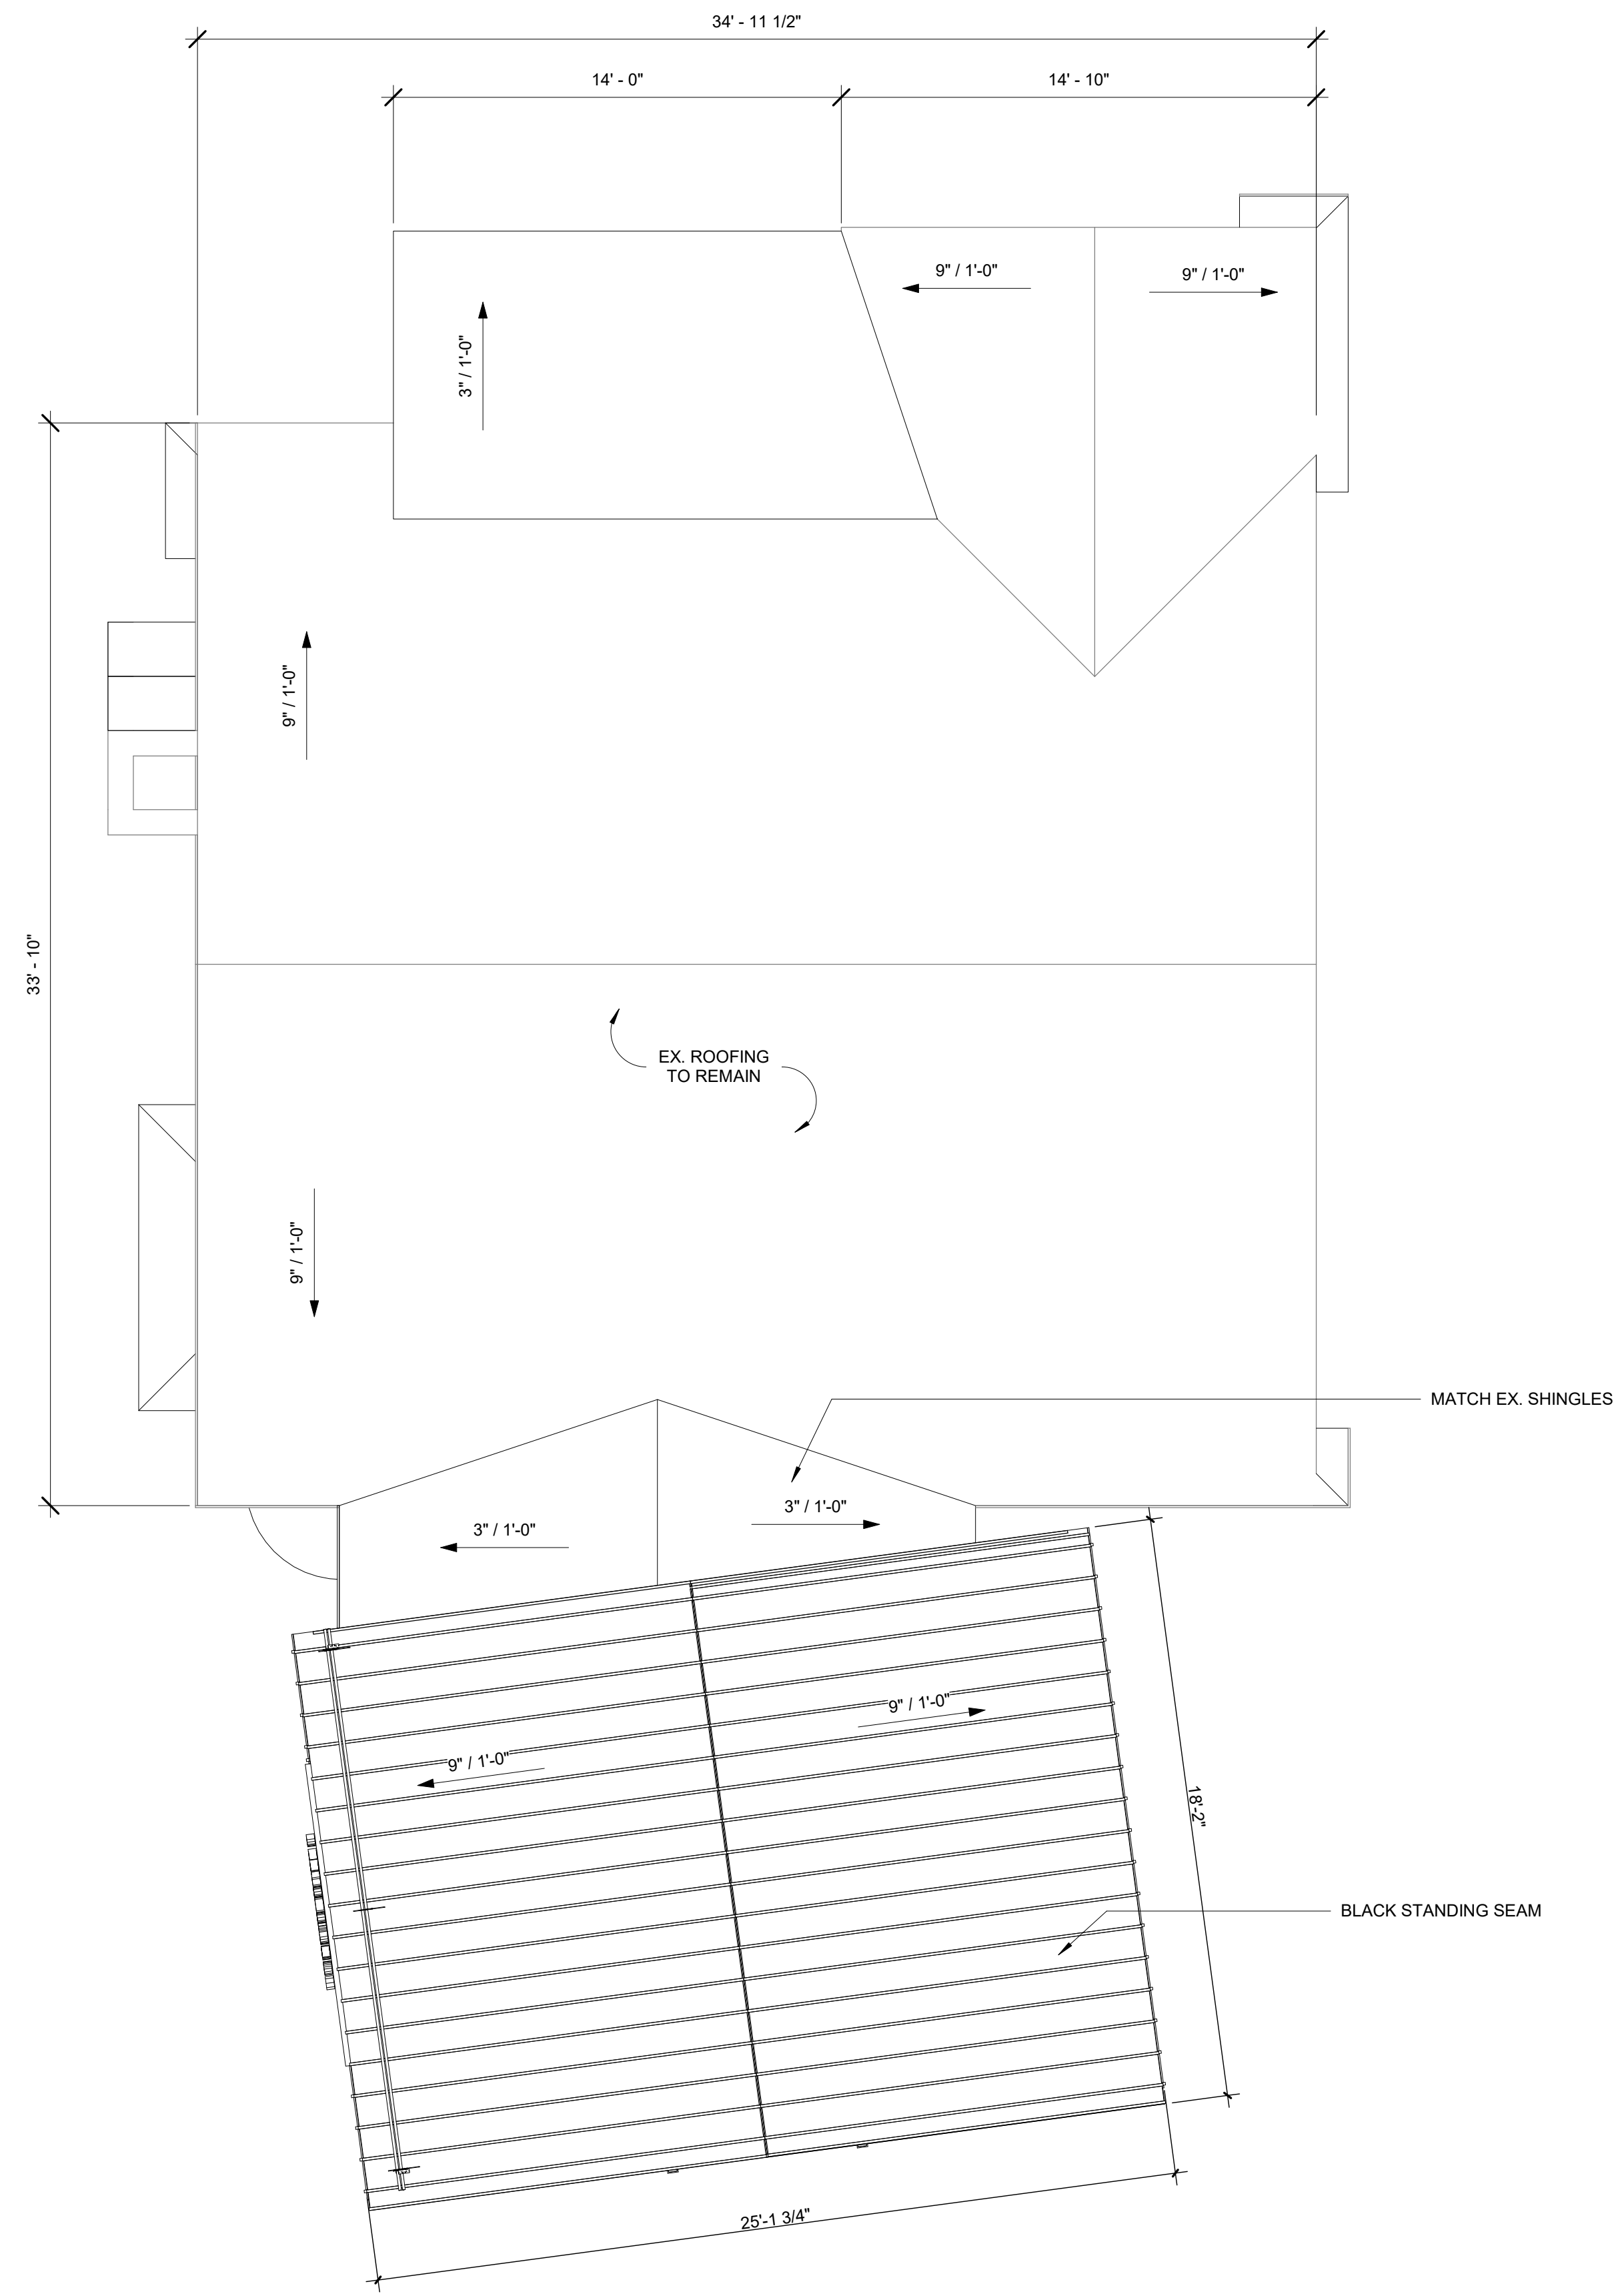 34' - 11 1/2"
14' - 0"
14' - 10"
9" / 1'-0"
9" / 1'-0"
3" / 1'-0"
9" / 1'-0"
33' - 10"
EX. ROOFING
TO REMAIN
9" / 1'-0"
MATCH EX. SHINGLES
3" / 1'-0"
3" / 1'-0"
9" / 1'-0"
9" / 1'-0"
18'-2"
BLACK STANDING SEAM
25'-1 3/4"